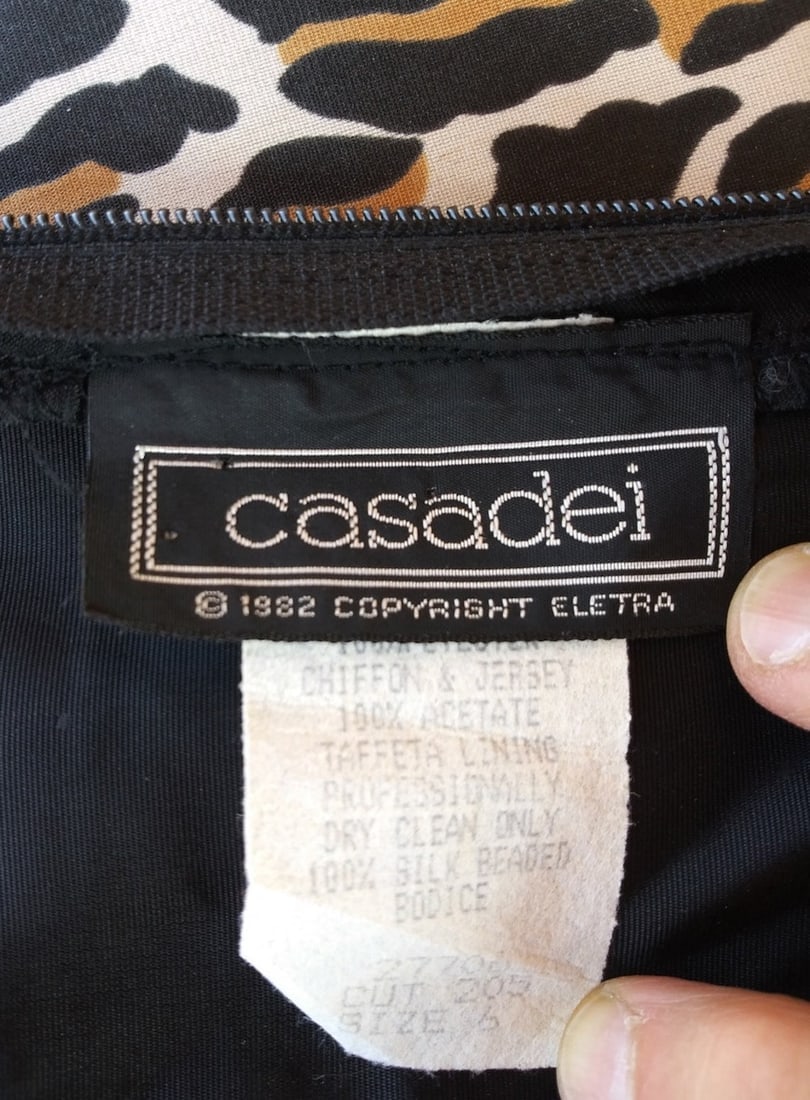 casadei
© 1982 COPYRIGHT ELETRA
CHIFFON & JERSEY
100% ACETATE
TAFFETA LINING
PROFESSIONALLY
DRY CLEAN ONLY
100% SILK BEADED
BODICE
CUT 203
SIZE 6